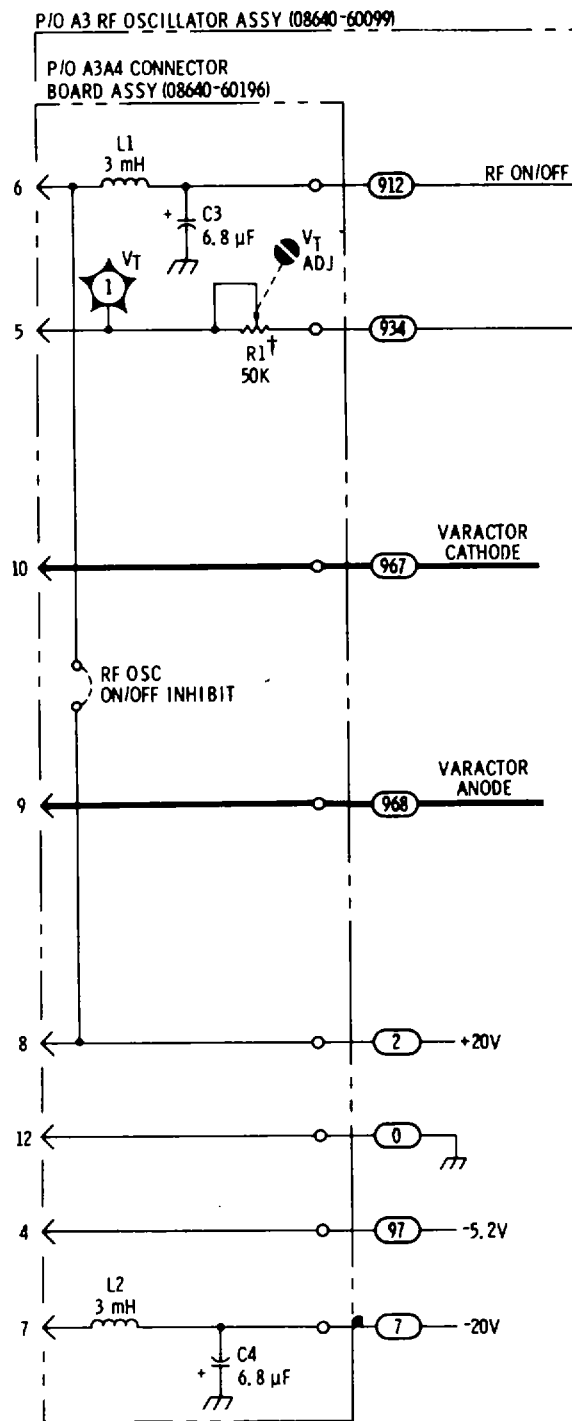 P/O A3 RF OSCILLATOR ASSY (08640-60099)
P/O A3A4 CONNECTOR
BOARD ASSY (08640-60196)
L1
3 mH
6
912
RF ON/OFF
+
C3
6.8 µF
VT
1
VT
ADJ
5
934
R1†
50K
VARACTOR
CATHODE
10
967
RF OSC
ON/OFF INHIBIT
VARACTOR
ANODE
9
968
8
2
+20V
12
0
4
97
-5.2V
L2
3 mH
7
7
-20V
+
C4
6.8 µF